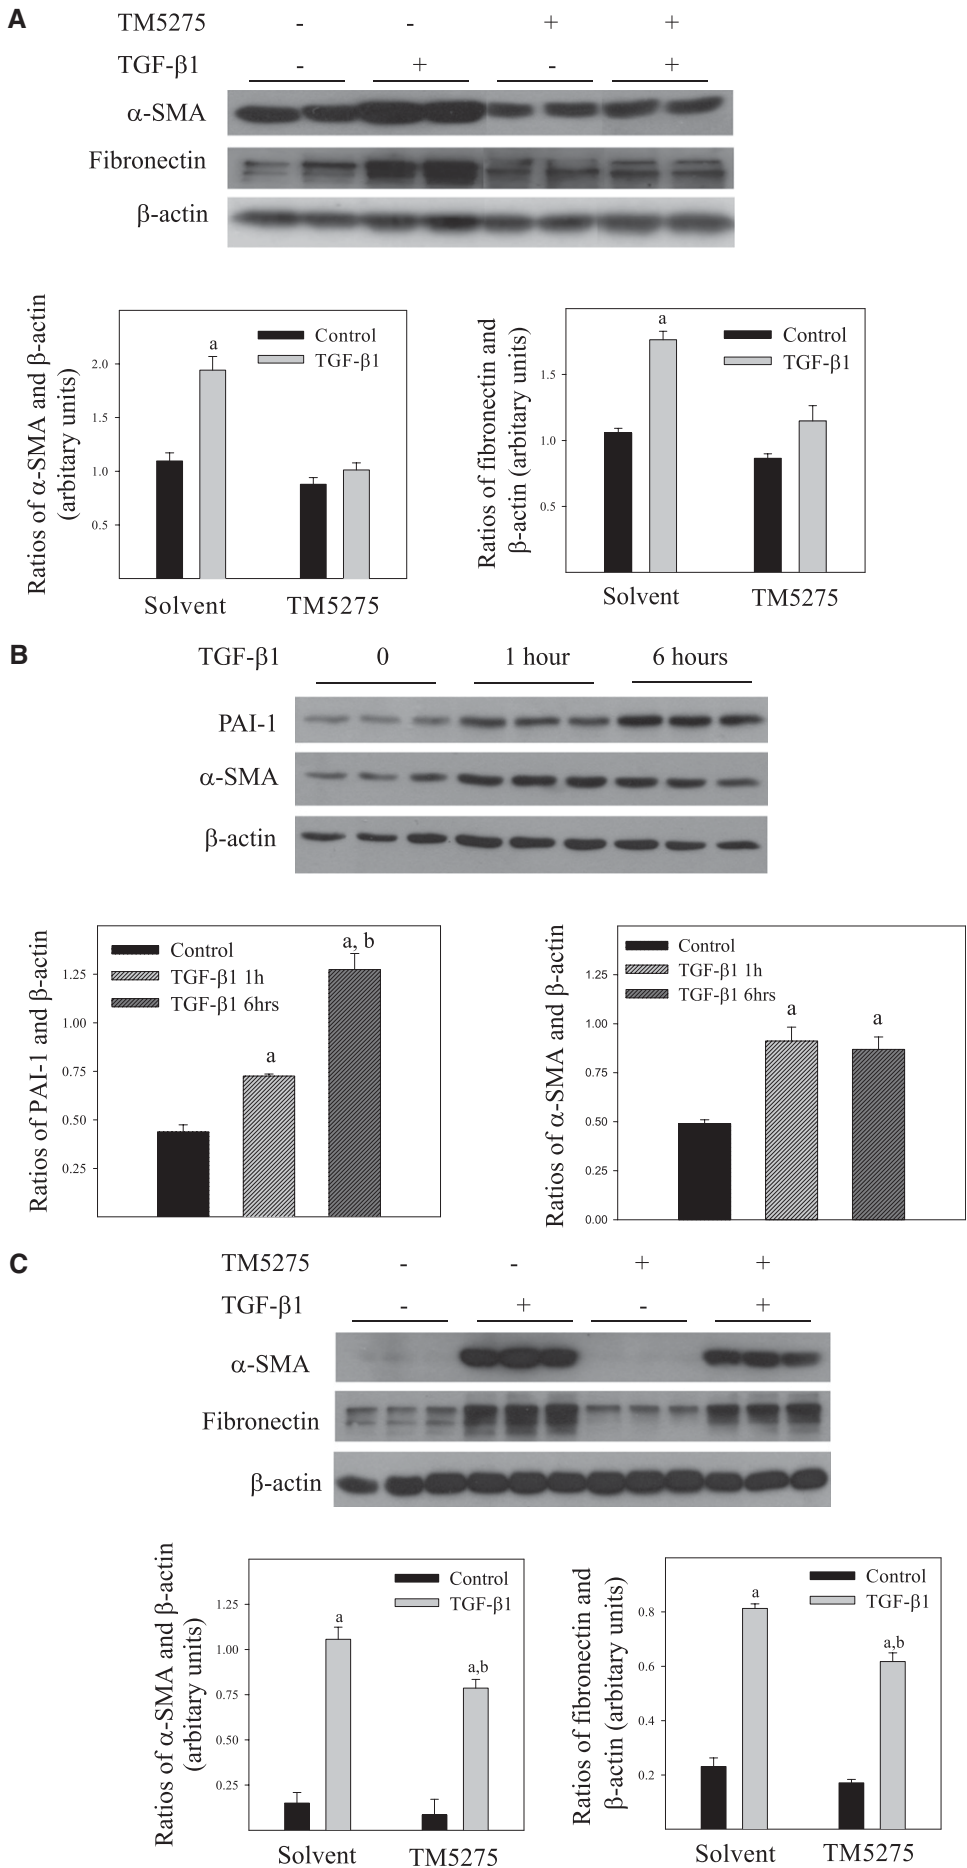 A
TM5275 - - + +
TGF-β1 - + - +
α-SMA
Fibronectin
β-actin
Ratios of α-SMA and β-actin
(arbitary units)
2.0
1.5
1.0
0.5
a
Control
TGF-β1
Solvent TM5275
Ratios of fibronectin and
β-actin (arbitary units)
1.5
1.0
0.5
a
Control
TGF-β1
Solvent TM5275
B
TGF-β1 0 1 hour 6 hours
PAI-1
α-SMA
β-actin
Ratios of PAI-1 and β-actin
1.25
1.00
0.75
0.50
0.25
Control
TGF-β1 1h
TGF-β1 6hrs
a
a, b
Ratios of α-SMA and β-actin
1.25
1.00
0.75
0.50
0.25
0.00
Control
TGF-β1 1h
TGF-β1 6hrs
a
a
C
TM5275 - - + +
TGF-β1 - + - +
α-SMA
Fibronectin
β-actin
Ratios of α-SMA and β-actin
(arbitary units)
1.25
1.00
0.75
0.50
0.25
Control
TGF-β1
a
a,b
Solvent TM5275
Ratios of fibronectin and
β-actin (arbitary units)
0.8
0.6
0.4
0.2
Control
TGF-β1
a
a,b
Solvent TM5275